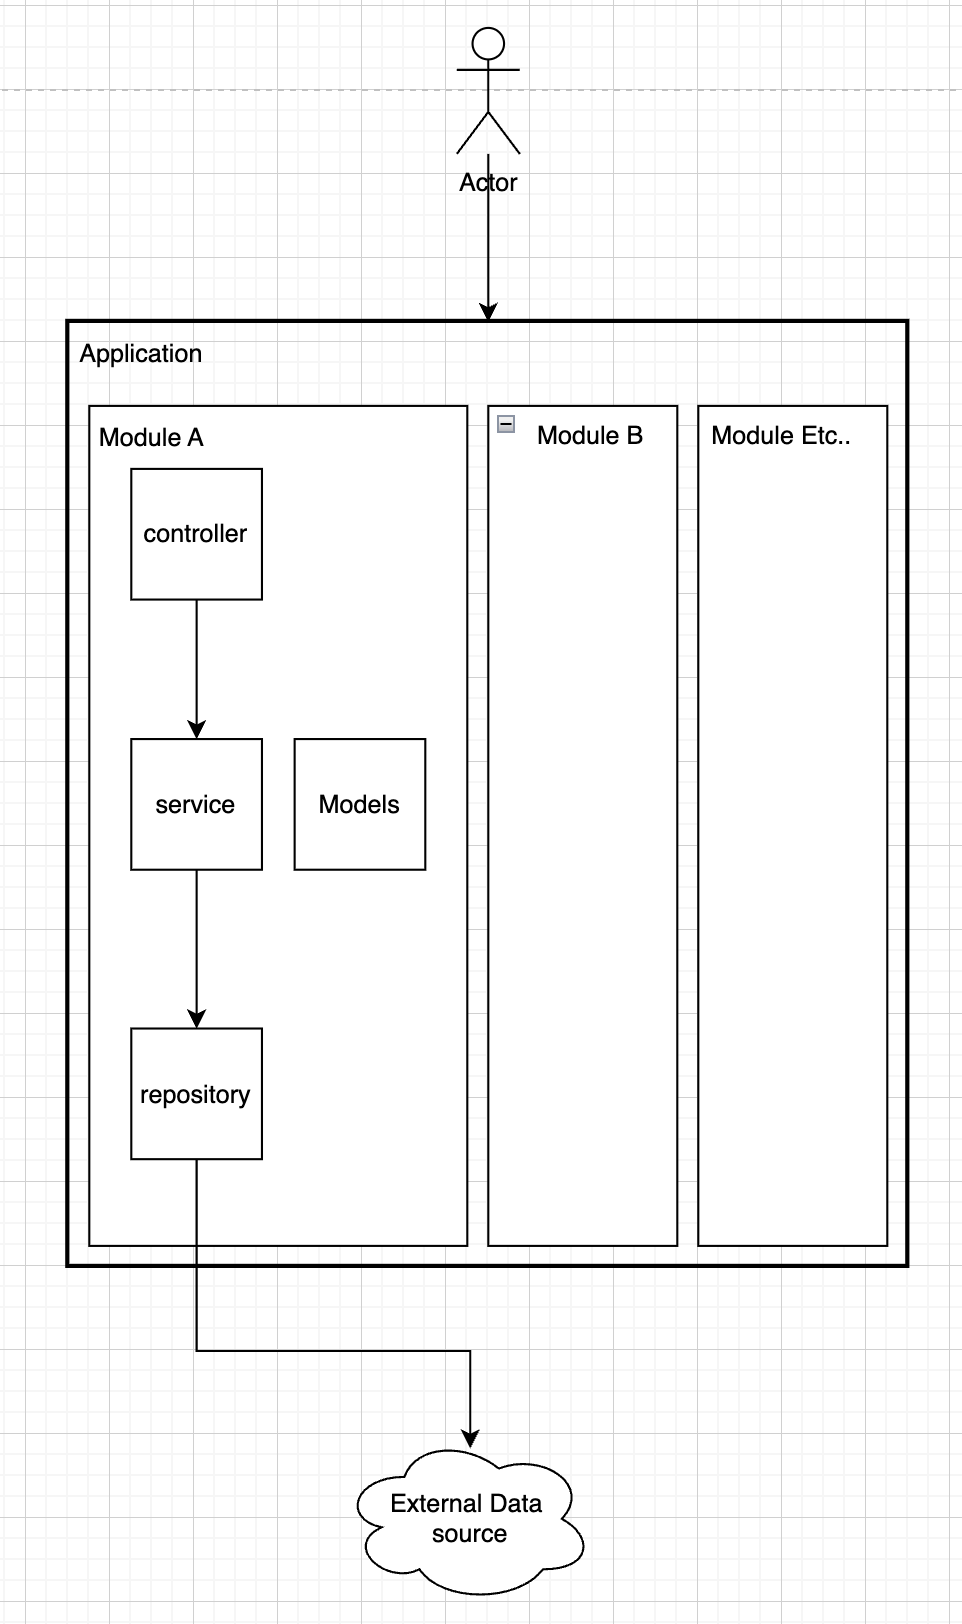 Actor
Application
Module A
Module B
Module Etc..
controller
service
Models
repository
External Data
source